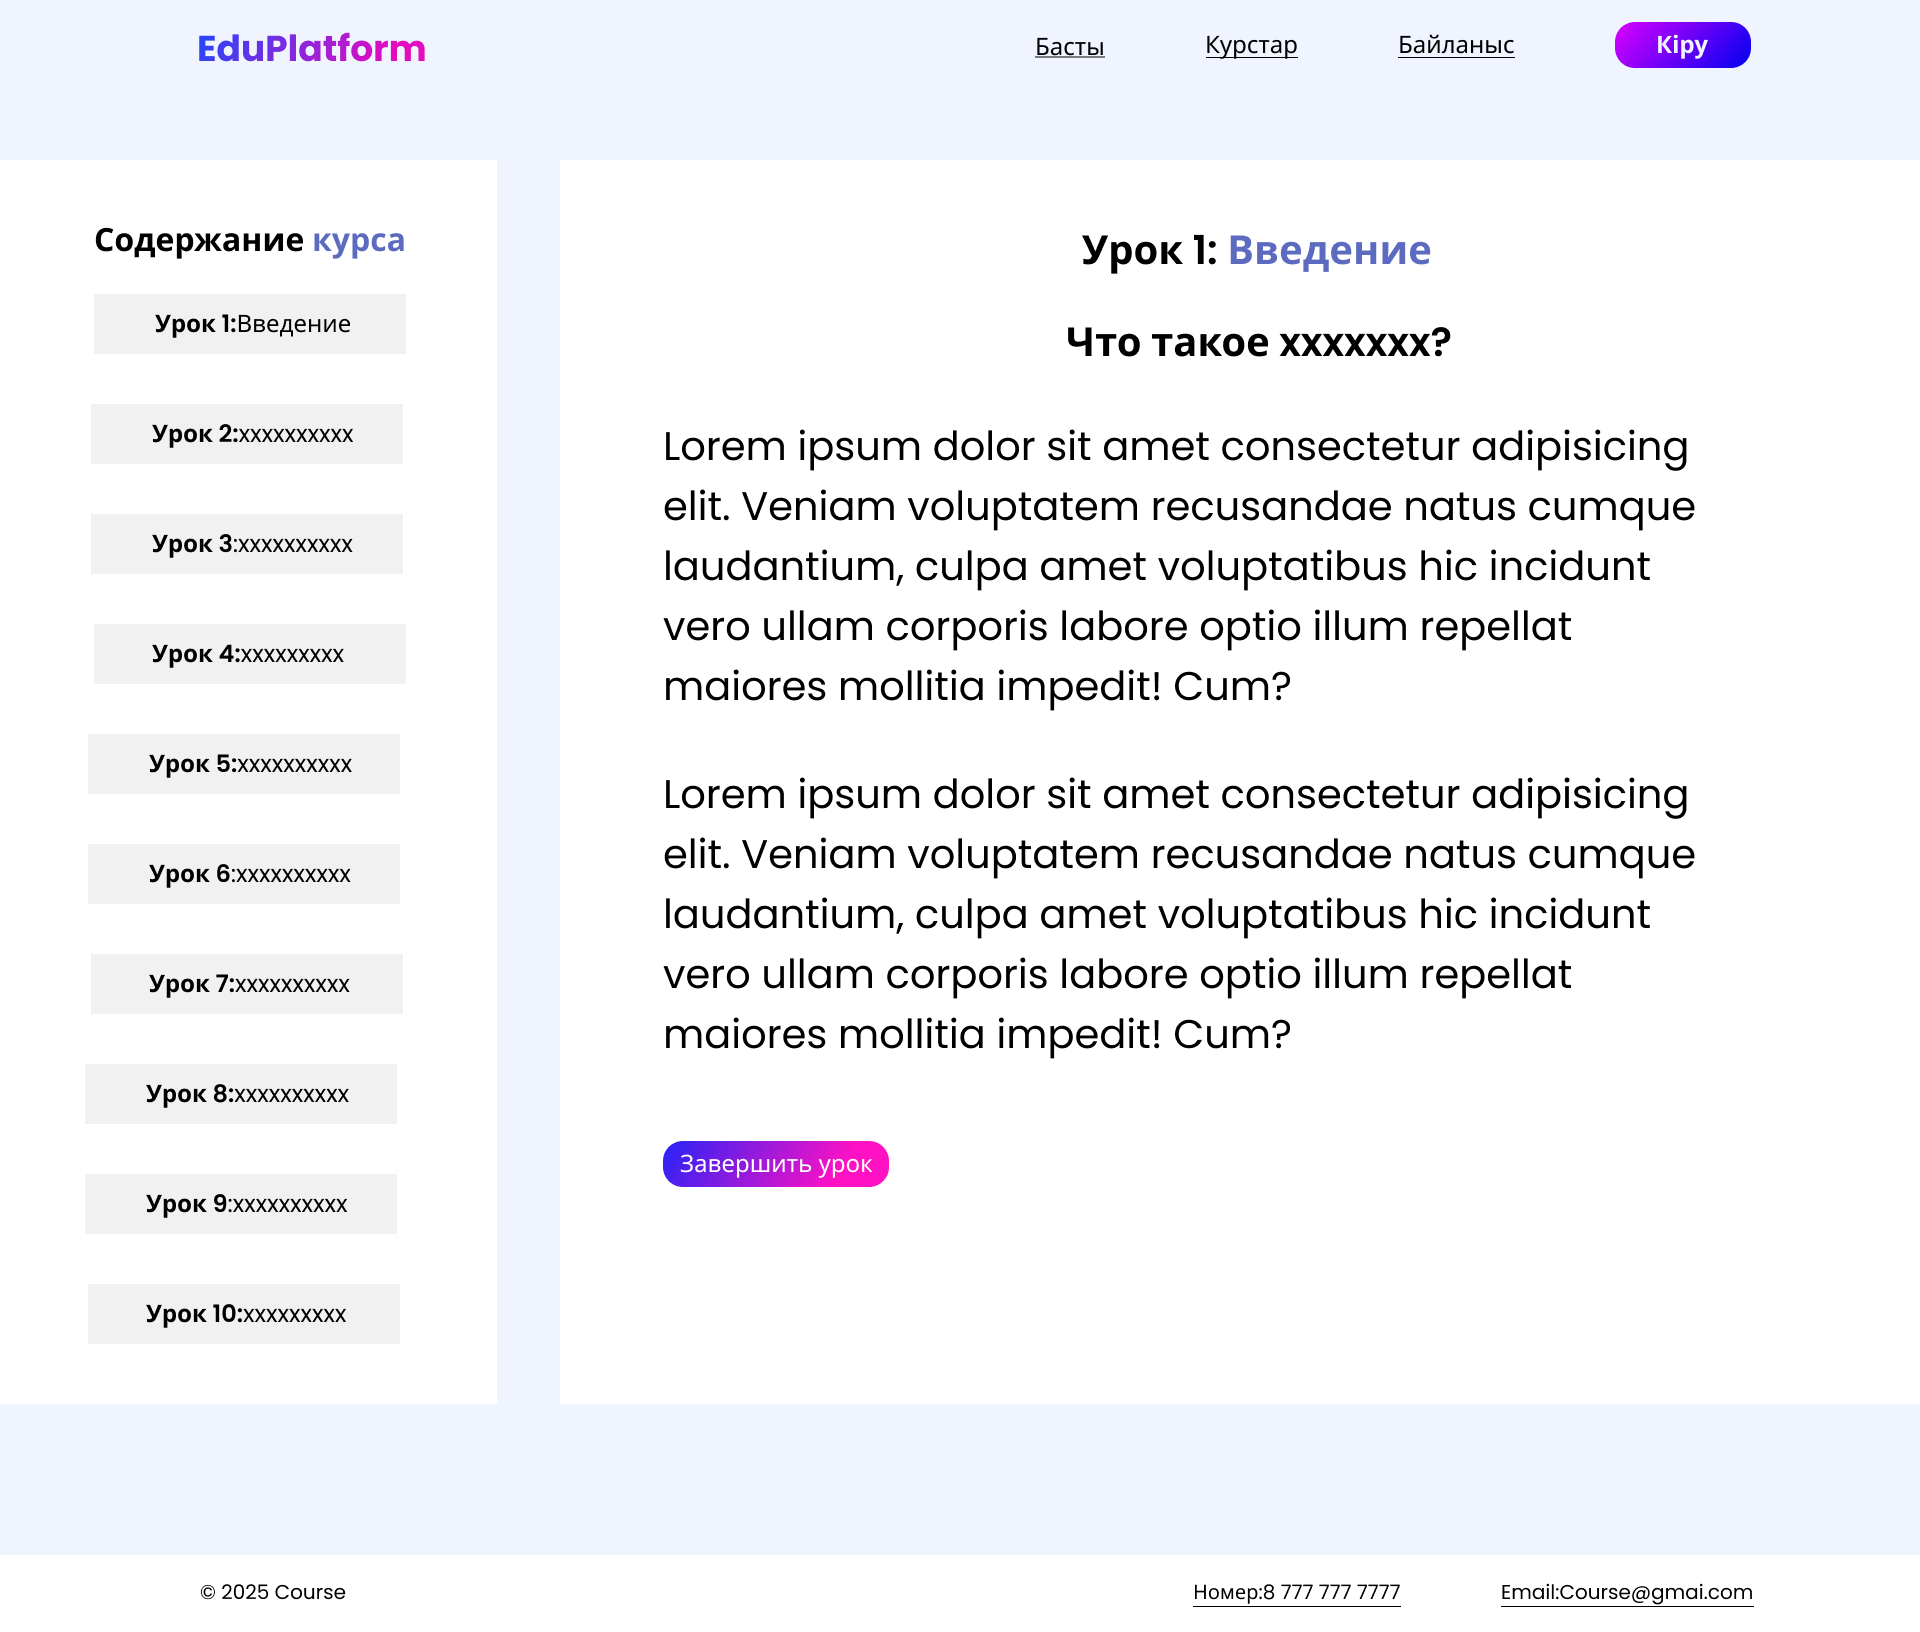 EduPlatform
Басты
Курстар
Байланыс
Кіру
Содержание курса
Урок 1:Введение
Урок 2:xxxxxxxxxx
Урок 3:xxxxxxxxxx
Урок 4:xxxxxxxxx
Урок 5:xxxxxxxxxx
Урок 6:xxxxxxxxxx
Урок 7:xxxxxxxxxx
Урок 8:xxxxxxxxxx
Урок 9:xxxxxxxxxx
Урок 10:xxxxxxxxx
Урок 1: Введение
Что такое xxxxxxx?
Lorem ipsum dolor sit amet consectetur adipisicing
elit. Veniam voluptatem recusandae natus cumque
laudantium, culpa amet voluptatibus hic incidunt
vero ullam corporis labore optio illum repellat
maiores mollitia impedit! Cum?
Lorem ipsum dolor sit amet consectetur adipisicing
elit. Veniam voluptatem recusandae natus cumque
laudantium, culpa amet voluptatibus hic incidunt
vero ullam corporis labore optio illum repellat
maiores mollitia impedit! Cum?
Завершить урок
© 2025 Course
Номер:8 777 777 7777
Email:Course@gmai.com